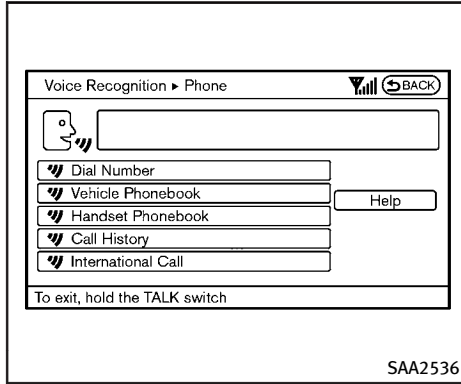 Voice Recognition ▸ Phone BACK
Dial Number
Vehicle Phonebook
Help
Handset Phonebook
Call History
International Call
To exit, hold the TALK switch
SAA2536